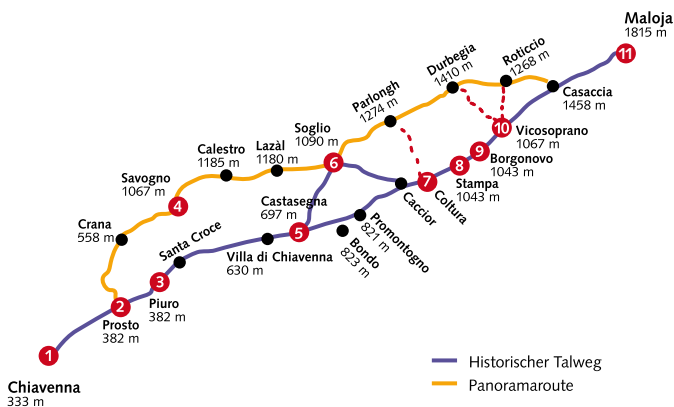 Maloja
1815 m
11
Roticcio
1268 m
Durbegia
1410 m
Casaccia
1458 m
Parlongh
1274 m
10
Vicosoprano
1067 m
Soglio
1090 m
6
9
Borgonovo
1043 m
8
Stampa
1043 m
7
Coltura
Caccior
Lazàl
1180 m
Calestro
1185 m
Savogno
1067 m
4
Castasegna
697 m
5
Promontogno
821 m
Bondo
823 m
Crana
558 m
Santa Croce
Villa di Chiavenna
630 m
3
Piuro
382 m
2
Prosto
382 m
1
Chiavenna
333 m
Historischer Talweg
Panoramaroute